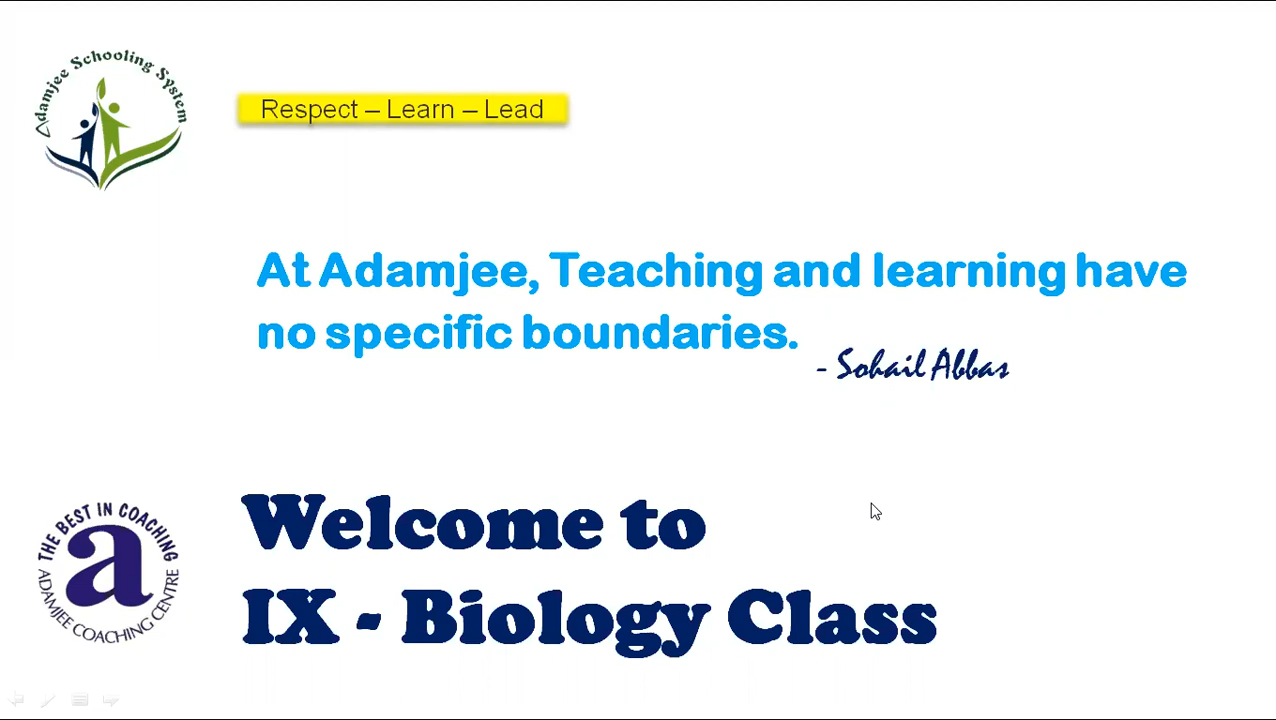 Adamjee Schooling System
Respect – Learn – Lead
At Adamjee, Teaching and learning have
no specific boundaries.
- Sohail Abbas
THE BEST IN COACHING
a
ADAMJEE COACHING CENTRE
Welcome to
IX - Biology Class